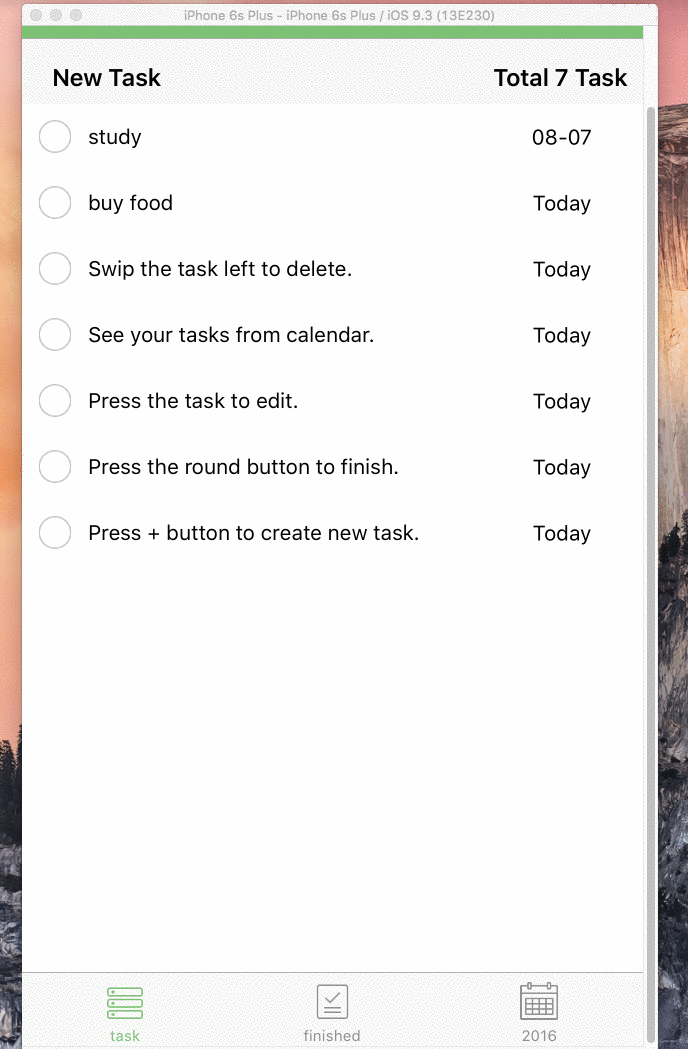 iPhone 6s Plus - iPhone 6s Plus / iOS 9.3 (13E230)
New Task Total 7 Task
study 08-07
buy food Today
Swip the task left to delete. Today
See your tasks from calendar. Today
Press the task to edit. Today
Press the round button to finish. Today
Press + button to create new task. Today
task finished 2016